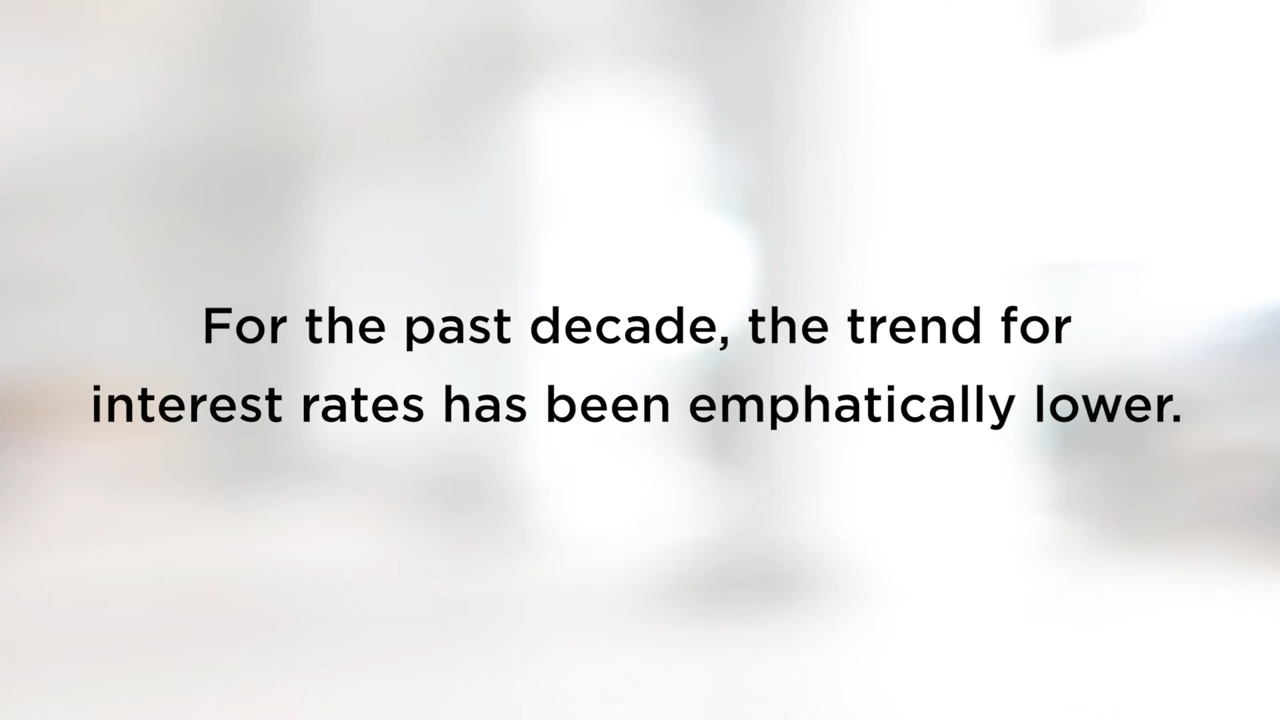 For the past decade, the trend for
interest rates has been emphatically lower.